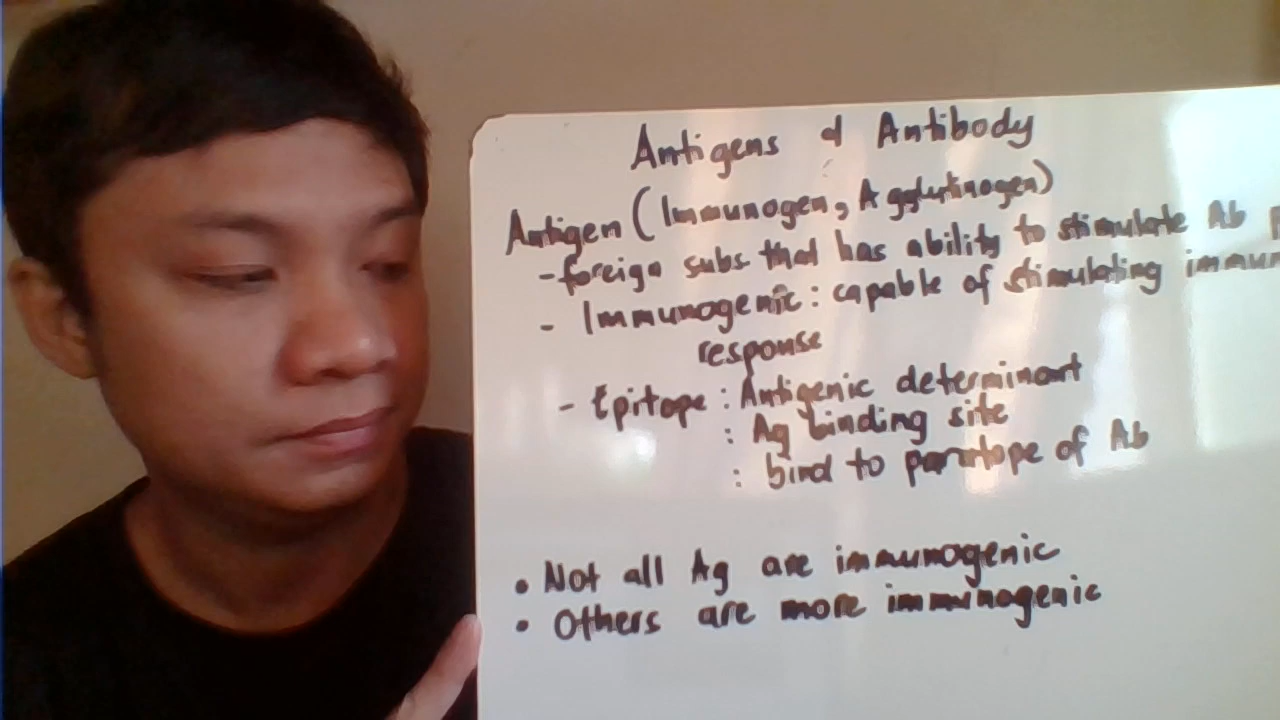 Antigens & Antibody
Antigen (Immunogen, Agglutinogen)
- foreign subs that has ability to stimulate Ab
- Immunogenic : capable of stimulating immun
response
- Epitope : Antigenic determinant
: Ag binding site
: bind to paratope of Ab
• Not all Ag are immunogenic
• Others are more immunogenic